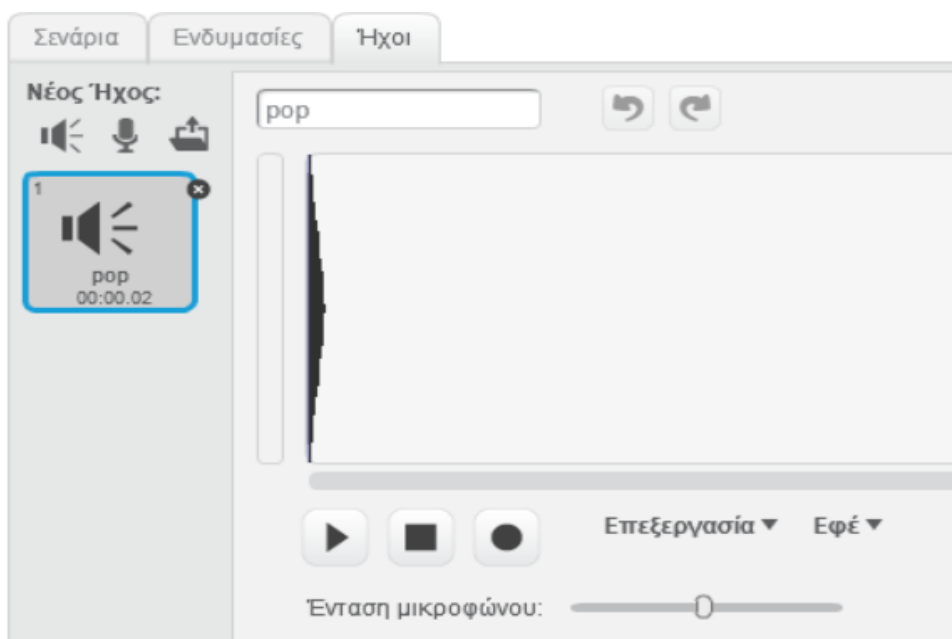 Σενάρια Ενδυμασίες Ήχοι
Νέος Ήχος:
pop
1
pop
00:00.02
Επεξεργασία Εφέ
Ένταση μικροφώνου: